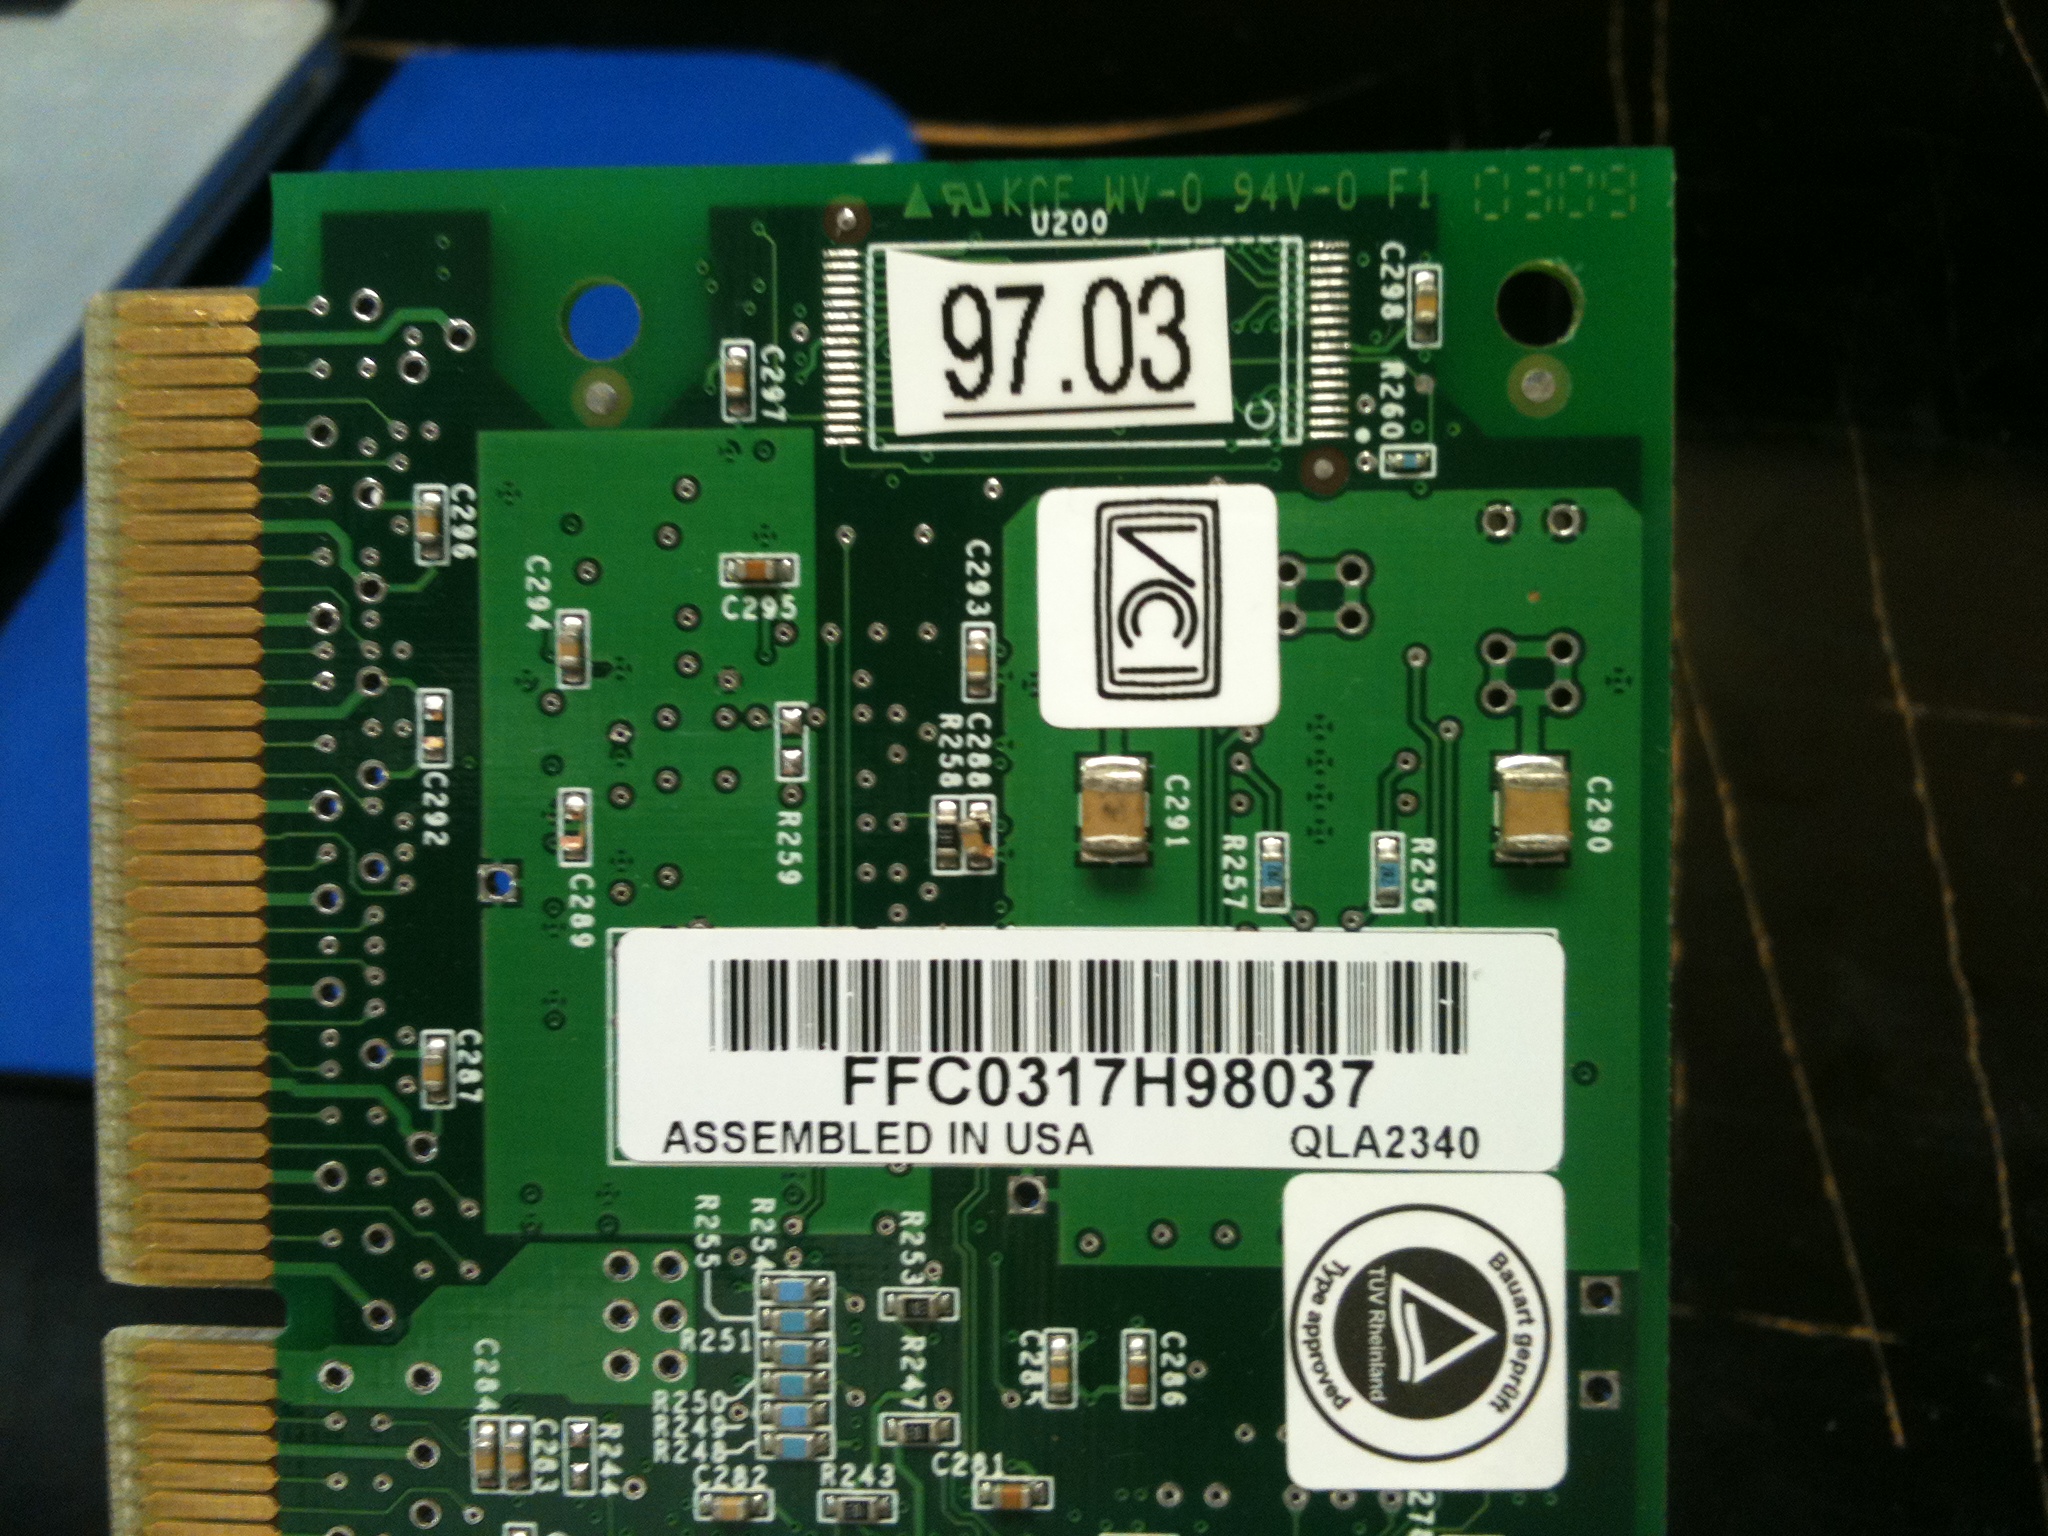 KCE WV-0 94V-0 F1 0309
U200
97.03
C298
C297
R260
C296
VCI
C294
C295
C293
C292
R258
C288
R259
C291
C290
R257
R256
C289
FFC0317H98037
ASSEMBLED IN USA QLA2340
C287
R255
R254
R253
Bauart geprüft
TÜV Rheinland
Type approved
R251
R247
C286
C284
C283
R244
R250
R249
R248
C282
R243
C281